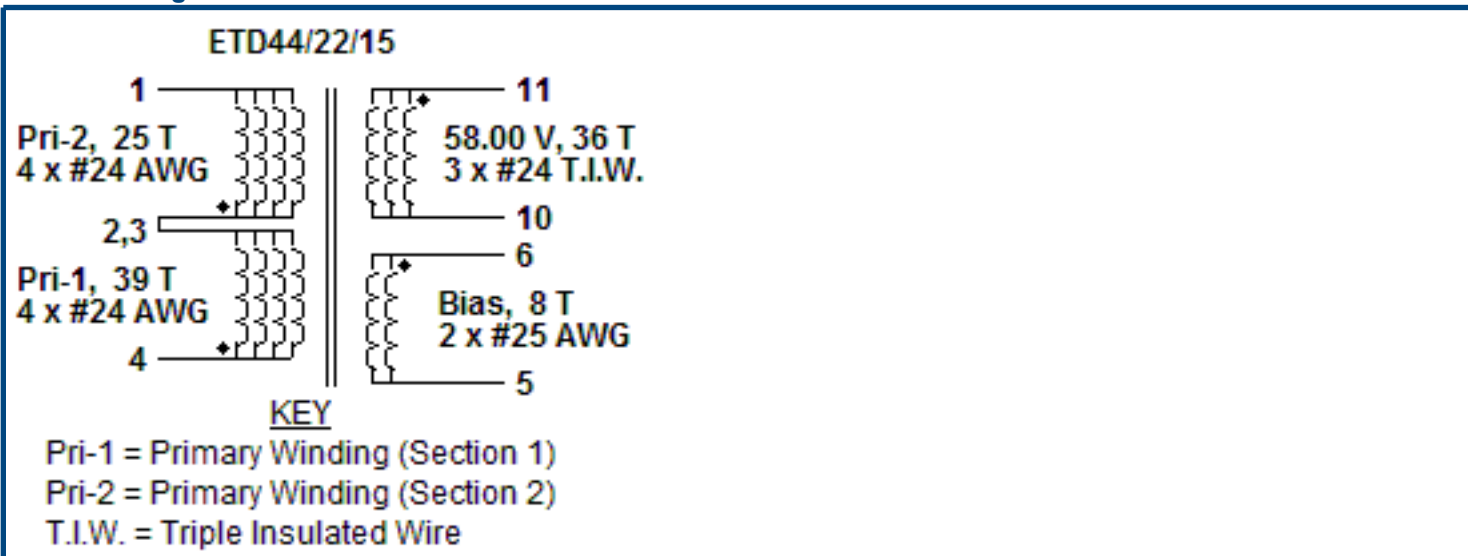 ETD44/22/15
1
Pri-2, 25 T
4 x #24 AWG
2,3
Pri-1, 39 T
4 x #24 AWG
4
11
58.00 V, 36 T
3 x #24 T.I.W.
10
6
Bias, 8 T
2 x #25 AWG
5
KEY
Pri-1 = Primary Winding (Section 1)
Pri-2 = Primary Winding (Section 2)
T.I.W. = Triple Insulated Wire